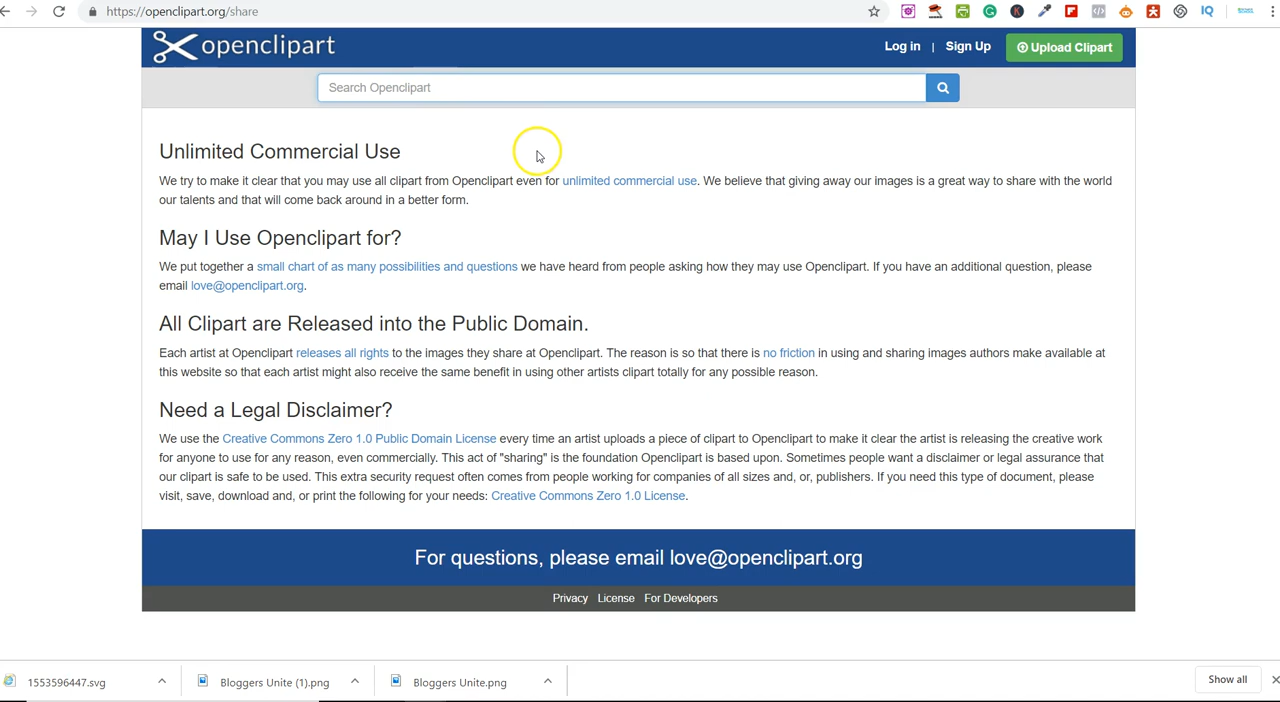 https://openclipart.org/share
openclipart
Log in | Sign Up
Upload Clipart
Search Openclipart
Unlimited Commercial Use
We try to make it clear that you may use all clipart from Openclipart even for unlimited commercial use. We believe that giving away our images is a great way to share with the world
our talents and that will come back around in a better form.
May I Use Openclipart for?
We put together a small chart of as many possibilities and questions we have heard from people asking how they may use Openclipart. If you have an additional question, please
email love@openclipart.org.
All Clipart are Released into the Public Domain.
Each artist at Openclipart releases all rights to the images they share at Openclipart. The reason is so that there is no friction in using and sharing images authors make available at
this website so that each artist might also receive the same benefit in using other artists clipart totally for any possible reason.
Need a Legal Disclaimer?
We use the Creative Commons Zero 1.0 Public Domain License every time an artist uploads a piece of clipart to Openclipart to make it clear the artist is releasing the creative work
for anyone to use for any reason, even commercially. This act of "sharing" is the foundation Openclipart is based upon. Sometimes people want a disclaimer or legal assurance that
our clipart is safe to be used. This extra security request often comes from people working for companies of all sizes and, or, publishers. If you need this type of document, please
visit, save, download and, or print the following for your needs: Creative Commons Zero 1.0 License.
For questions, please email love@openclipart.org
Privacy License For Developers
1553596447.svg
Bloggers Unite (1).png
Bloggers Unite.png
Show all